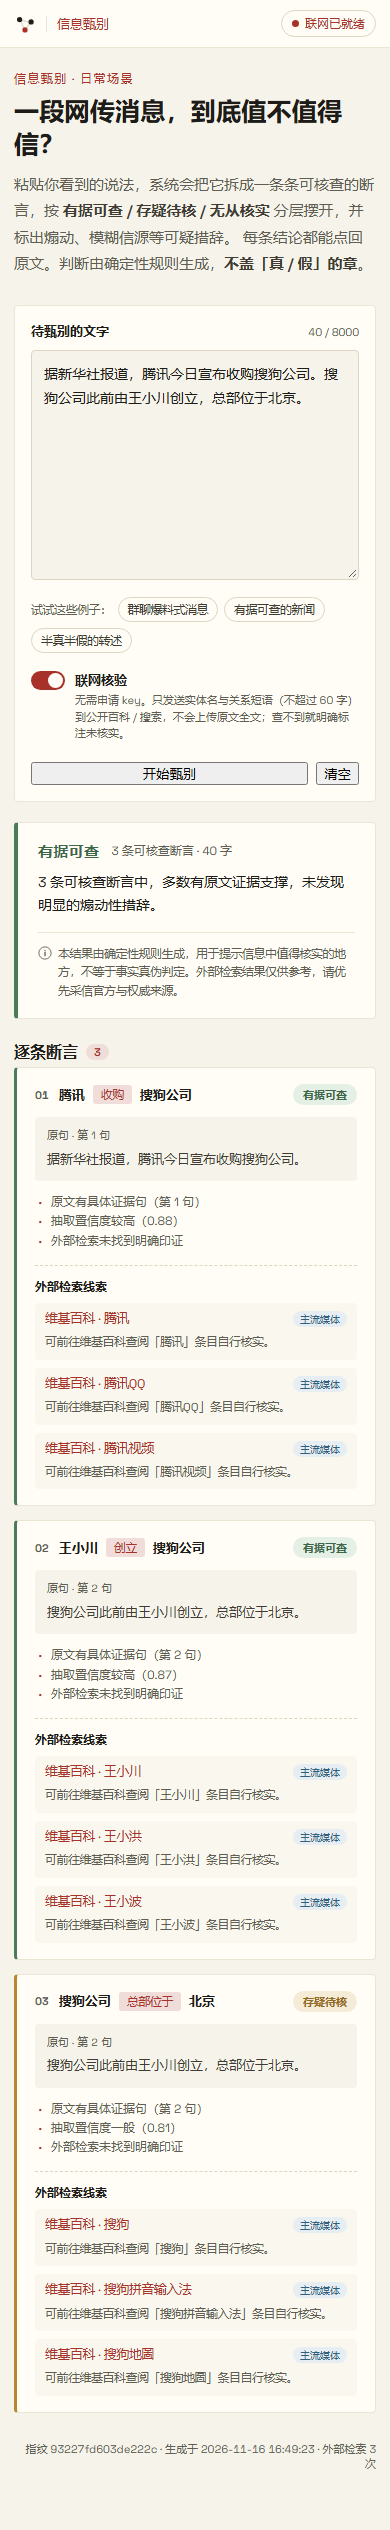 信息甄别
联网已就绪
信息甄别 · 日常场景
一段网传消息，到底值不值得
信？
粘贴你看到的说法，系统会把它拆成一条条可核查的断
言，按 有据可查 / 存疑待核 / 无从核实 分层摆开，并
标出煽动、模糊信源等可疑措辞。 每条结论都能点回
原文。判断由确定性规则生成，不盖「真 / 假」的章。
待甄别的文字
40 / 8000
据新华社报道，腾讯今日宣布收购搜狗公司。搜
狗公司此前由王小川创立，总部位于北京。
试试这些例子：
群聊爆料式消息
有据可查的新闻
半真半假的转述
联网核验
无需申请 key。只发送实体名与关系短语（不超过 60 字）
到公开百科 / 搜索，不会上传原文全文；查不到就明确标
注未核实。
开始甄别
清空
有据可查
3 条可核查断言 · 40 字
3 条可核查断言中，多数有原文证据支撑，未发现
明显的煽动性措辞。
本结果由确定性规则生成，用于提示信息中值得核实的地
方，不等于事实真伪判定。外部检索结果仅供参考，请优
先采信官方与权威来源。
逐条断言 3
01 腾讯 收购 搜狗公司
有据可查
原句 · 第 1 句
据新华社报道，腾讯今日宣布收购搜狗公司。
· 原文有具体证据句（第 1 句）
· 抽取置信度较高（0.88）
· 外部检索未找到明确印证
外部检索线索
维基百科 · 腾讯
主流媒体
可前往维基百科查阅「腾讯」条目自行核实。
维基百科 · 腾讯QQ
主流媒体
可前往维基百科查阅「腾讯QQ」条目自行核实。
维基百科 · 腾讯视频
主流媒体
可前往维基百科查阅「腾讯视频」条目自行核实。
02 王小川 创立 搜狗公司
有据可查
原句 · 第 2 句
搜狗公司此前由王小川创立，总部位于北京。
· 原文有具体证据句（第 2 句）
· 抽取置信度较高（0.87）
· 外部检索未找到明确印证
外部检索线索
维基百科 · 王小川
主流媒体
可前往维基百科查阅「王小川」条目自行核实。
维基百科 · 王小洪
主流媒体
可前往维基百科查阅「王小洪」条目自行核实。
维基百科 · 王小波
主流媒体
可前往维基百科查阅「王小波」条目自行核实。
03 搜狗公司 总部位于 北京
存疑待核
原句 · 第 2 句
搜狗公司此前由王小川创立，总部位于北京。
· 原文有具体证据句（第 2 句）
· 抽取置信度一般（0.81）
· 外部检索未找到明确印证
外部检索线索
维基百科 · 搜狗
主流媒体
可前往维基百科查阅「搜狗」条目自行核实。
维基百科 · 搜狗拼音输入法
主流媒体
可前往维基百科查阅「搜狗拼音输入法」条目自行核实。
维基百科 · 搜狗地圖
主流媒体
可前往维基百科查阅「搜狗地圖」条目自行核实。
指纹 93227fd603de222c · 生成于 2026-11-16 16:49:23 · 外部检索 3
次